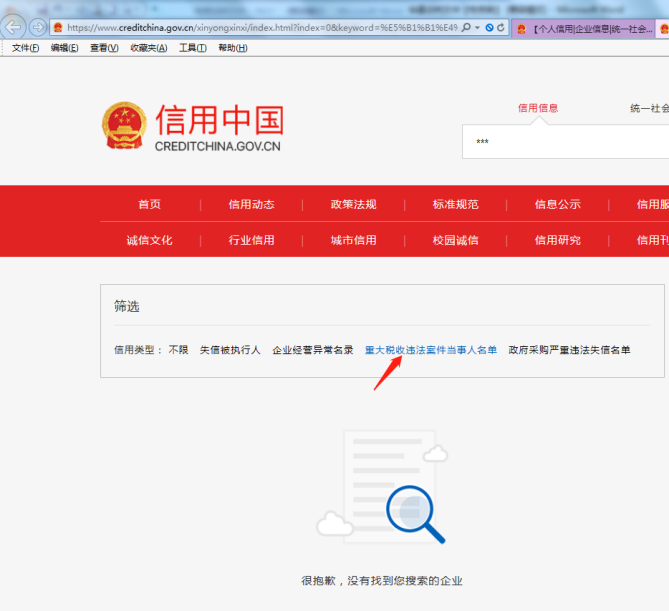 https://www.creditchina.gov.cn/xinyongxinxi/index.html?index=0&keyword=%E5%B1%B1%E49
【个人信用|企业信息|统一社会...
文件(F) 编辑(E) 查看(V) 收藏夹(A) 工具(T) 帮助(H)
信用中国
CREDITCHINA.GOV.CN
信用信息 统一社会
***
首页 信用动态 政策法规 标准规范 信息公示 信用服
诚信文化 行业信用 城市信用 校园诚信 信用研究 信用刊
筛选
信用类型： 不限 失信被执行人 企业经营异常名录 重大税收违法案件当事人名单 政府采购严重违法失信名单
很抱歉，没有找到您搜索的企业